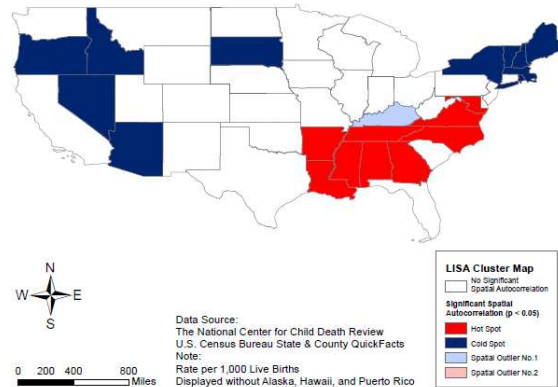 N
W E
S
0 200 400 800
Miles
Data Source:
The National Center for Child Death Review
U.S. Census Bureau State & County QuickFacts
Note:
Rate per 1,000 Live Births
Displayed without Alaska, Hawaii, and Puerto Rico
LISA Cluster Map
No Significant
Spatial Autocorrelation
Significant Spatial
Autocorrelation (p < 0.05)
Hot Spot
Cold Spot
Spatial Outlier No.1
Spatial Outlier No.2